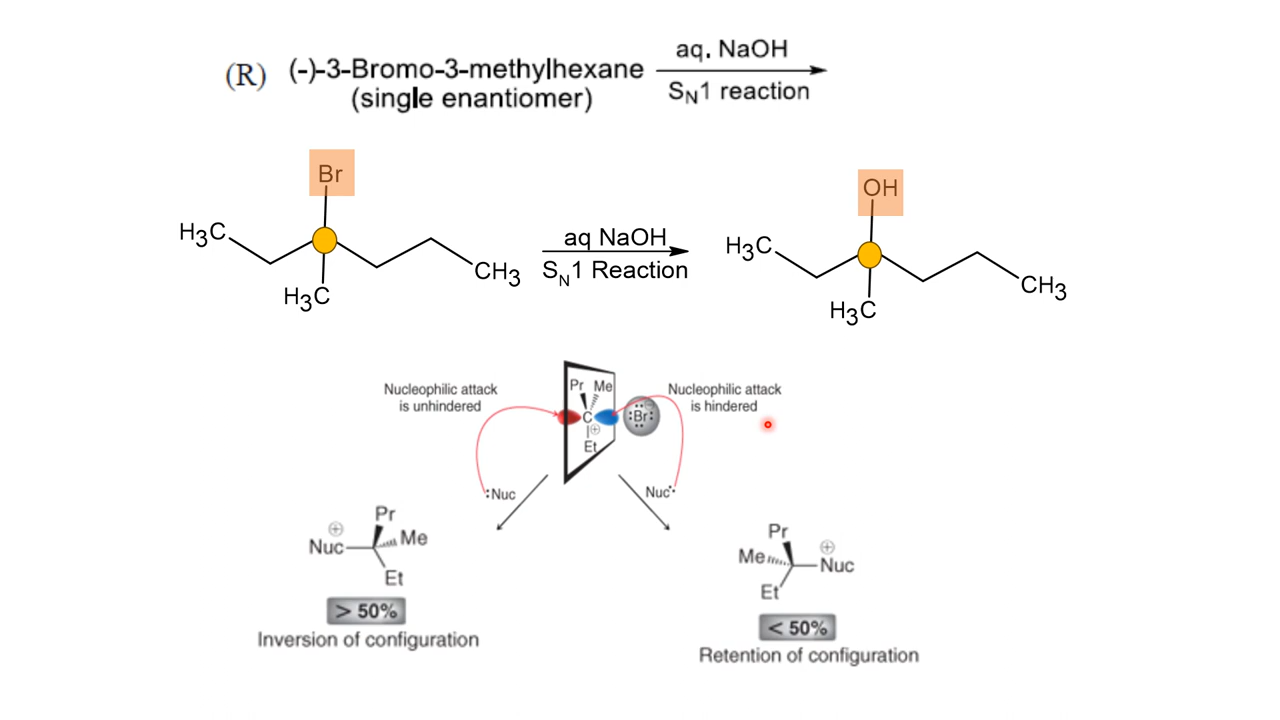 (R) (-)-3-Bromo-3-methylhexane
(single enantiomer)
aq. NaOH
SN1 reaction
Br
H3C
H3C
CH3
aq NaOH
SN1 Reaction
OH
H3C
H3C
CH3
Nucleophilic attack
is unhindered
Pr Me
C
⊕
Et
:Br:
⊖
Nucleophilic attack
is hindered
:Nuc
Nuc:
Pr
⊕
Nuc
Me
Et
> 50%
Inversion of configuration
Pr
Me
⊕
Nuc
Et
< 50%
Retention of configuration